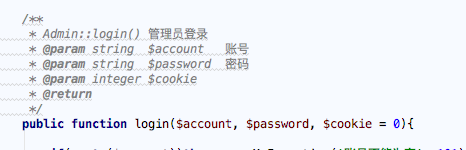 /**
* Admin::login() 管理员登录
* @param string $account 账号
* @param string $password 密码
* @param integer $cookie
* @return
*/
public function login($account, $password, $cookie = 0){